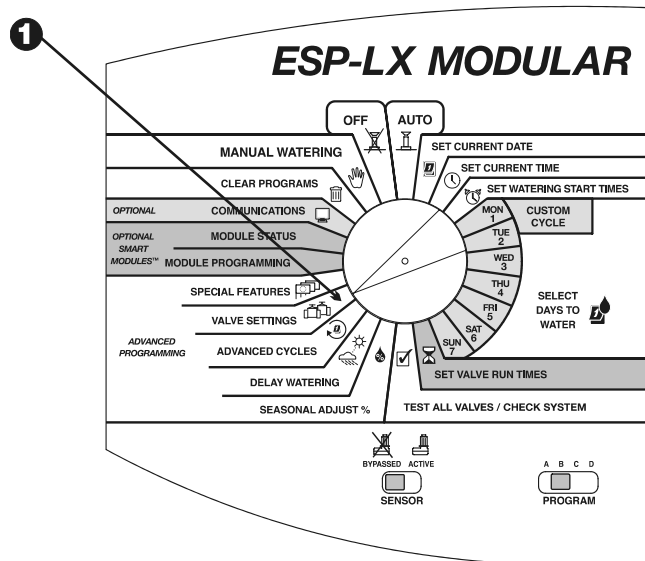 1
ESP-LX MODULAR
OFF
AUTO
MANUAL WATERING
CLEAR PROGRAMS
OPTIONAL
COMMUNICATIONS
OPTIONAL
SMART
MODULES™
MODULE STATUS
MODULE PROGRAMMING
SPECIAL FEATURES
VALVE SETTINGS
ADVANCED
PROGRAMMING
ADVANCED CYCLES
DELAY WATERING
SEASONAL ADJUST %
SET CURRENT DATE
SET CURRENT TIME
SET WATERING START TIMES
MON
1
TUE
2
WED
3
THU
4
FRI
5
SAT
6
SUN
7
CUSTOM
CYCLE
SELECT
DAYS TO
WATER
SET VALVE RUN TIMES
TEST ALL VALVES / CHECK SYSTEM
BYPASSED ACTIVE
SENSOR
A B C D
PROGRAM